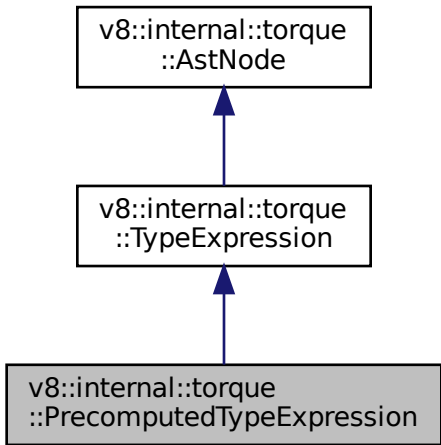 v8::internal::torque
::AstNode
v8::internal::torque
::TypeExpression
v8::internal::torque
::PrecomputedTypeExpression